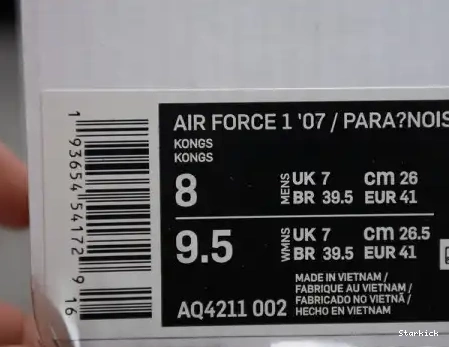 AIR FORCE 1 '07 / PARA?NOIS
KONGS
KONGS
8 MENS UK 7 cm 26
BR 39.5 EUR 41
9.5 WMNS UK 7 cm 26.5
BR 39.5 EUR 41
MADE IN VIETNAM /
FABRIQUE AU VIETNAM /
FABRICADO NO VIETNÃ /
AQ4211 002 HECHO EN VIETNAM
1 93654 54172 9 16
Starkick